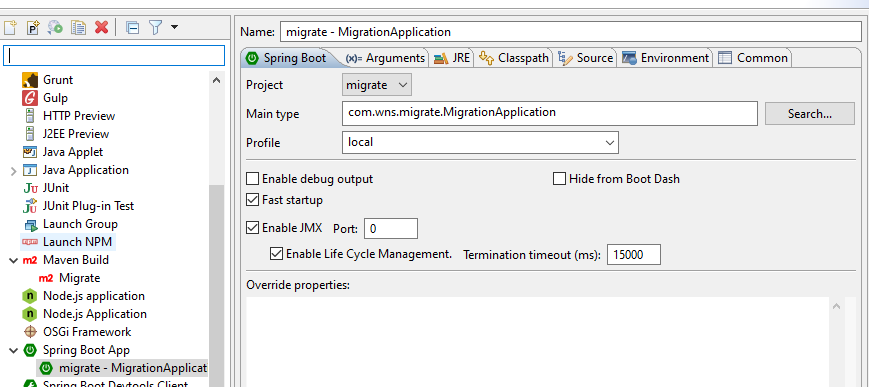 Grunt
Gulp
HTTP Preview
J2EE Preview
Java Applet
Java Application
JU JUnit
JU JUnit Plug-in Test
Launch Group
Launch NPM
m2 Maven Build
m2 Migrate
Node.js application
Node.js Application
OSGi Framework
Spring Boot App
migrate - MigrationApplicat
Spring Boot Devtools Client
Name: migrate - MigrationApplication
Spring Boot (x)= Arguments JRE Classpath Source Environment Common
Project migrate
Main type com.wns.migrate.MigrationApplication Search...
Profile local
Enable debug output Hide from Boot Dash
Fast startup
Enable JMX Port: 0
Enable Life Cycle Management. Termination timeout (ms): 15000
Override properties: